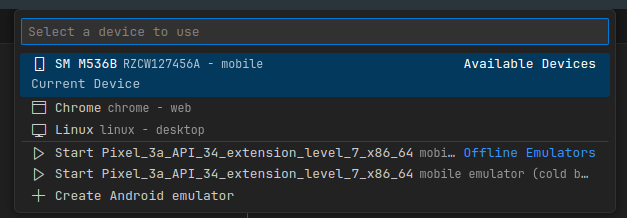 Select a device to use
SM M536B RZCW127456A - mobile Available Devices
Current Device
Chrome chrome - web
Linux linux - desktop
Start Pixel_3a_API_34_extension_level_7_x86_64 mobi… Offline Emulators
Start Pixel_3a_API_34_extension_level_7_x86_64 mobile emulator (cold b…
Create Android emulator